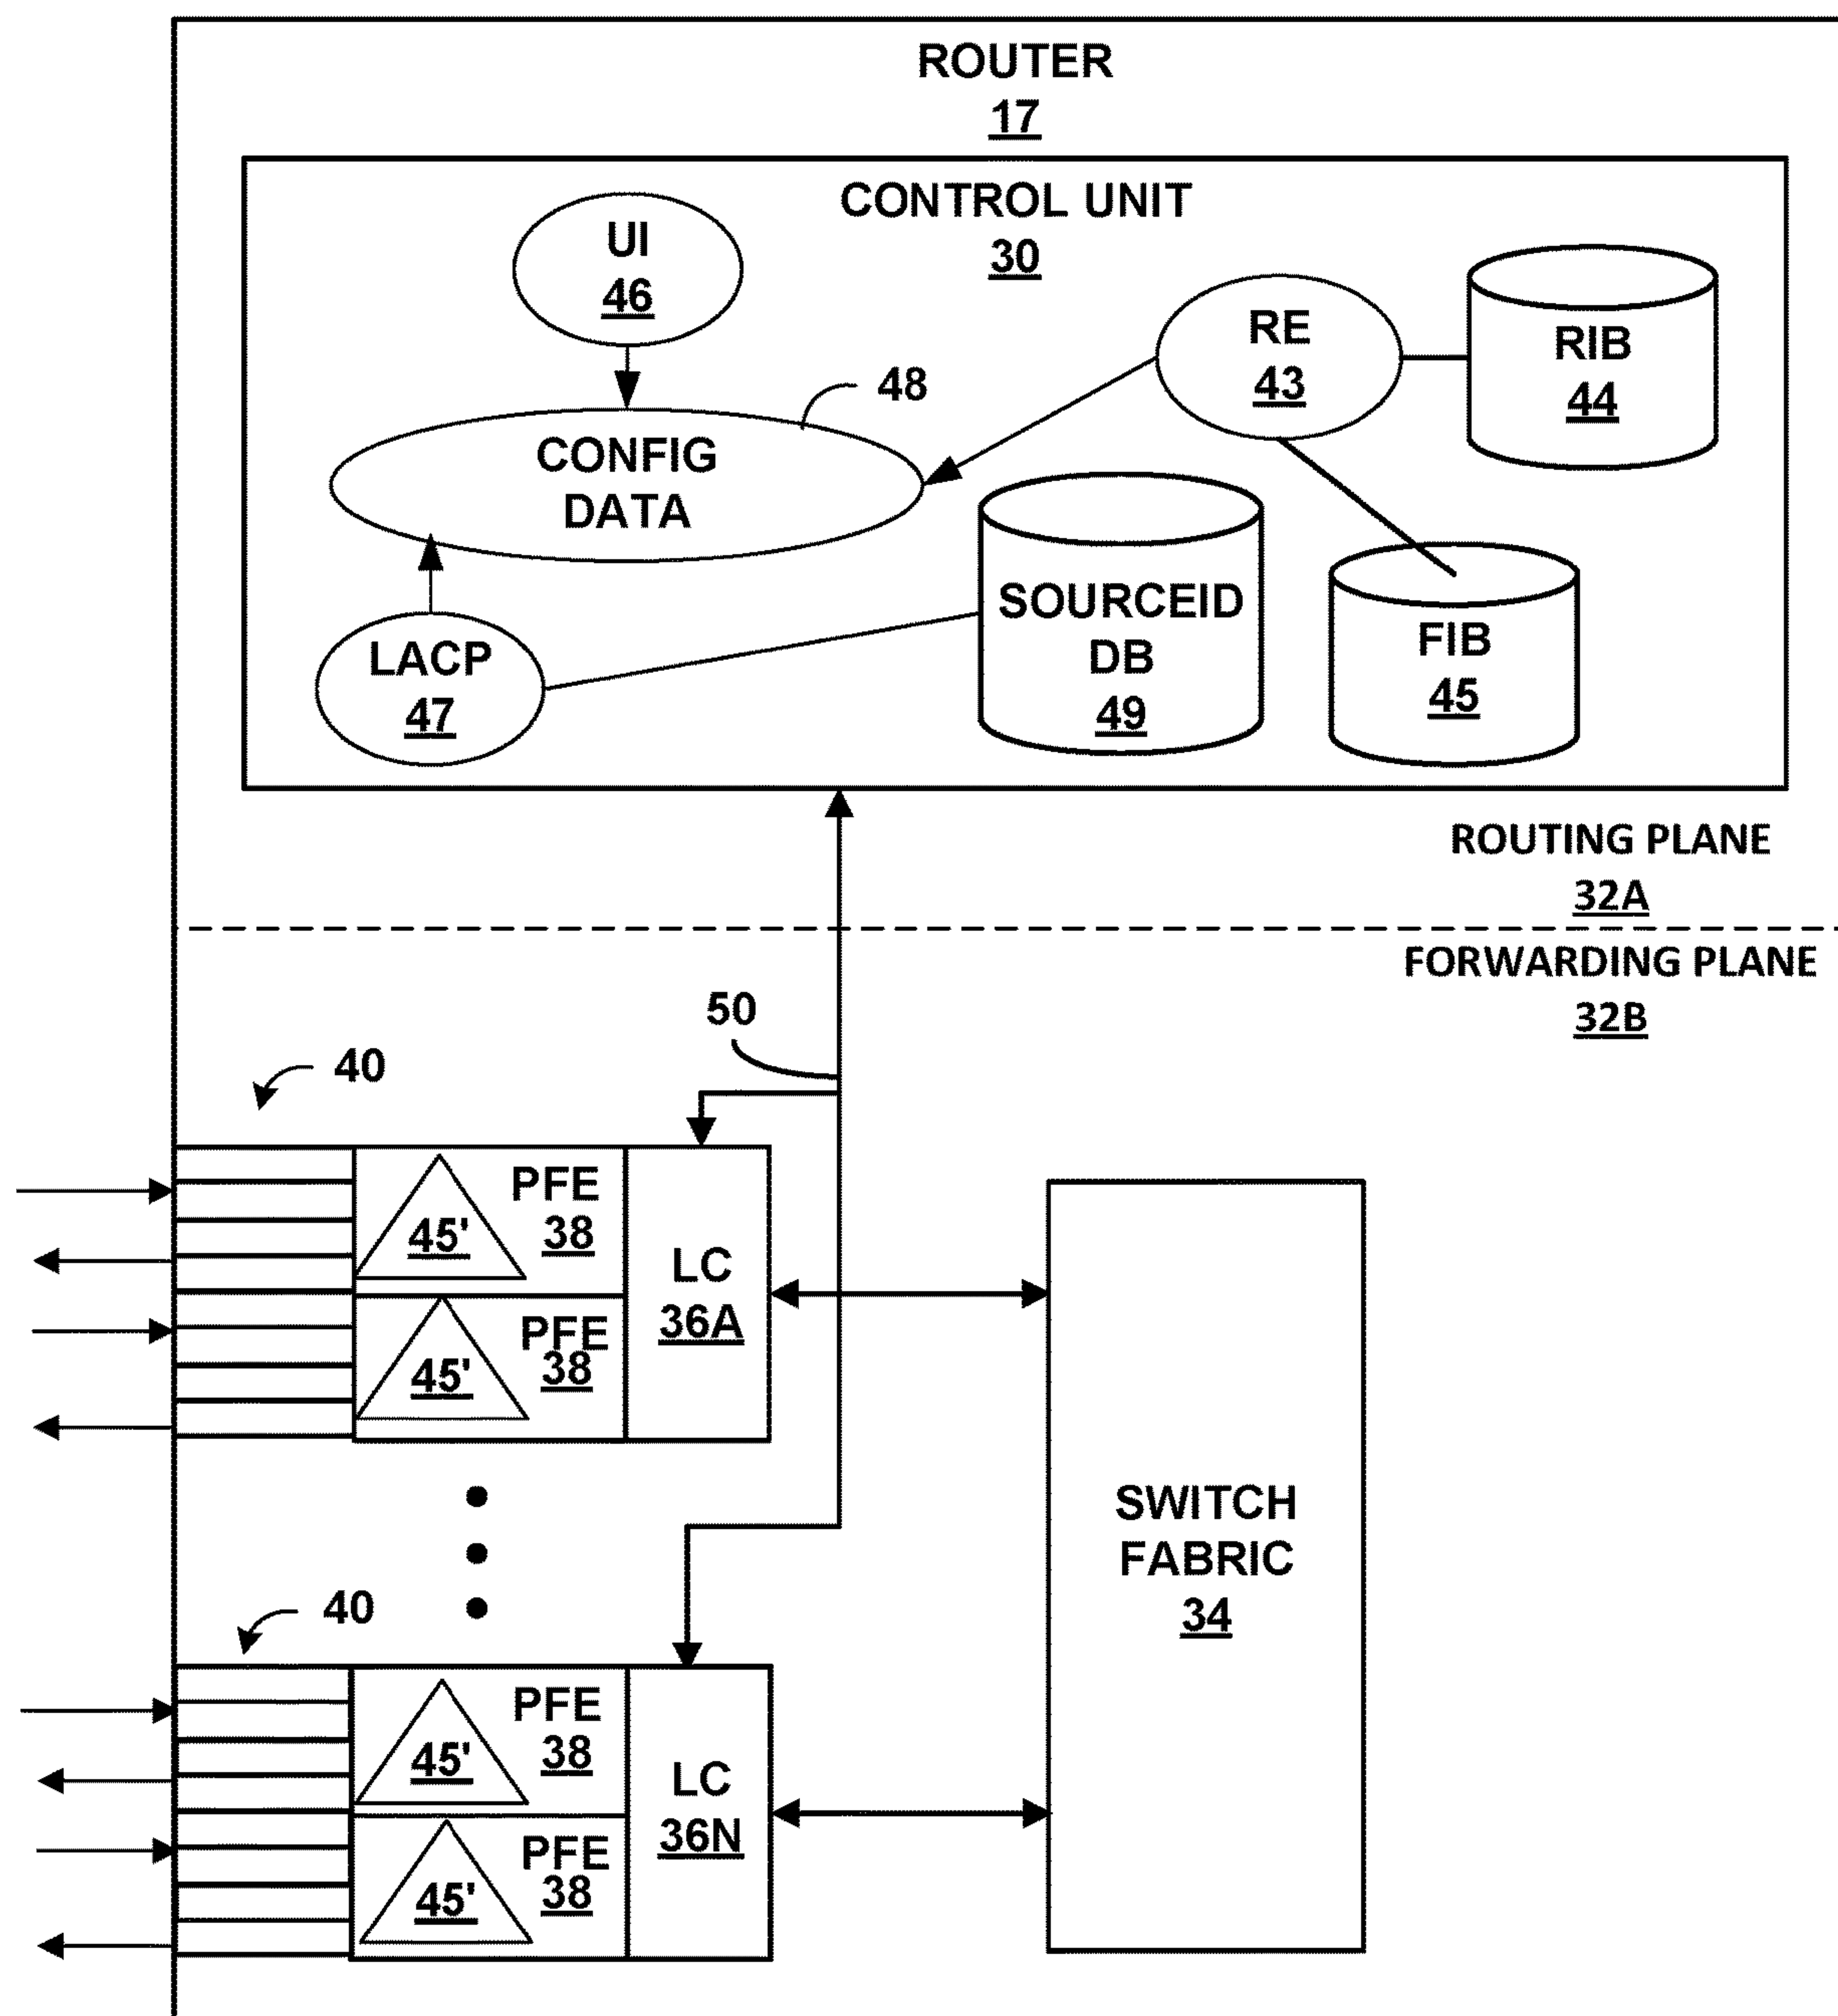 ROUTER
17
CONTROL UNIT
30
UI
46
RE
43
RIB
44
48
CONFIG
DATA
SOURCEID
DB
49
FIB
45
LACP
47
ROUTING PLANE
32A
FORWARDING PLANE
32B
50
40
PFE
38
45'
LC
36A
PFE
38
45'
SWITCH
FABRIC
34
40
PFE
38
45'
LC
36N
PFE
38
45'